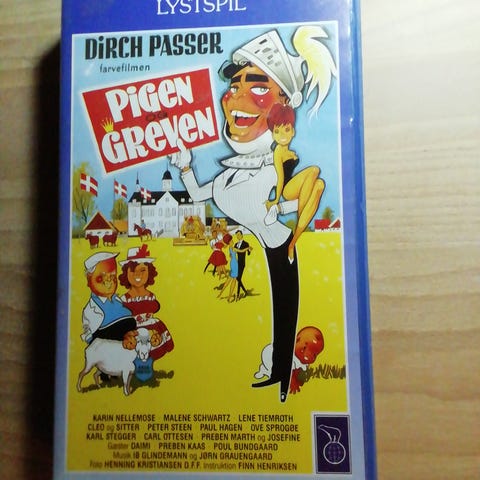 LYSTSPIL
DiRCH PASSER
farvefilmen
PiGEN
OG
GREVEN
KARIN NELLEMOSE · MALENE SCHWARTZ · LENE TIEMROTH
CLEO og SITTER · PETER STEEN · PAUL HAGEN · OVE SPROGØE
KARL STEGGER · CARL OTTESEN · PREBEN MARTH og JOSEFINE
Gæster DAIMI · PREBEN KAAS · POUL BUNDGAARD
Musik IB GLINDEMANN og JØRN GRAUENGAARD
Foto HENNING KRISTIANSEN D.F.F. Instruktion FINN HENRIKSEN